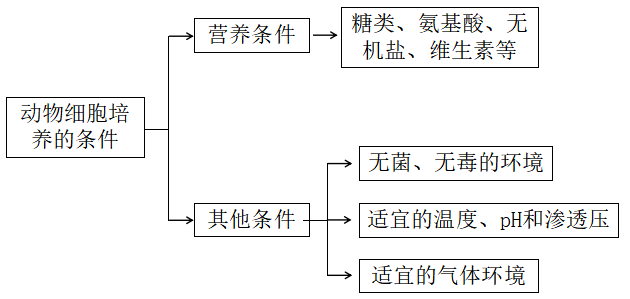 动物细胞培
养的条件
营养条件
糖类、氨基酸、无
机盐、维生素等
其他条件
无菌、无毒的环境
适宜的温度、pH和渗透压
适宜的气体环境